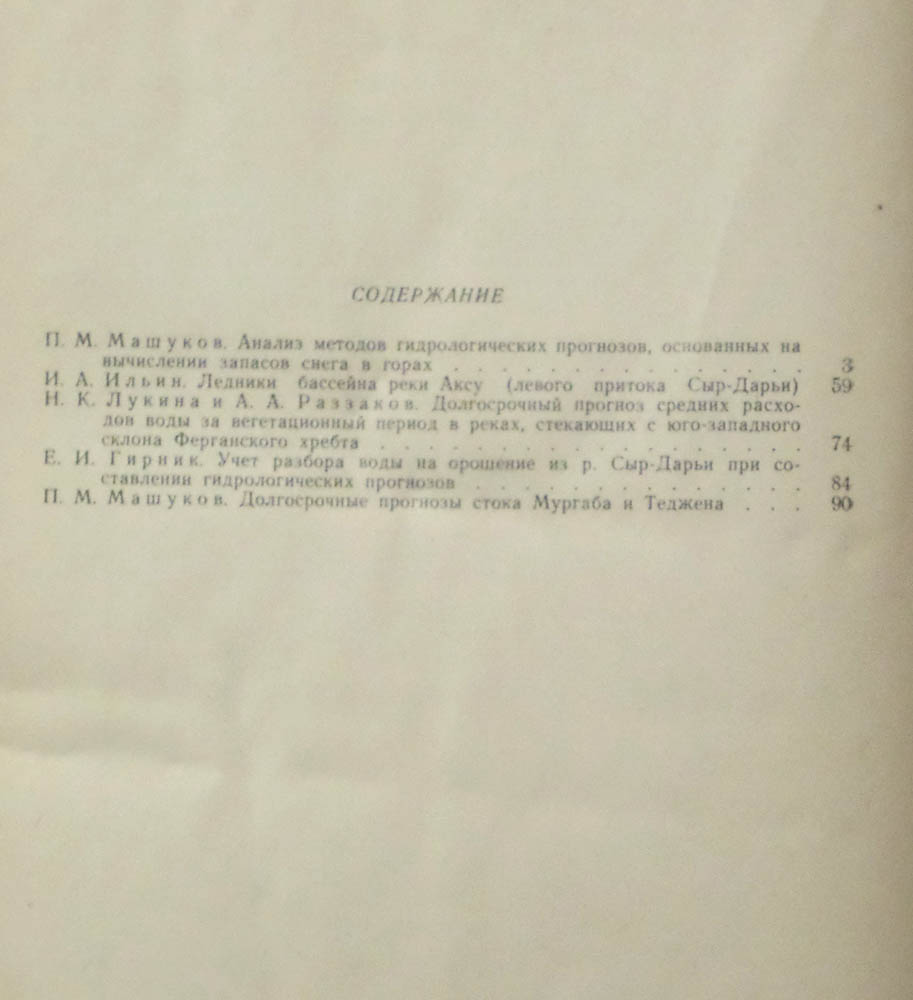 СОДЕРЖАНИЕ
П. М. Машуков. Анализ методов гидрологических прогнозов, основанных на
вычислении запасов снега в горах . . . . . . . . . . . . . . . . . 3
И. А. Ильин. Ледники бассейна реки Аксу (левого притока Сыр-Дарьи) 59
Н. К. Лукина и А. А. Раззаков. Долгосрочный прогноз средних расхо-
дов воды за вегетационный период в реках, стекающих с юго-западного
склона Ферганского хребта . . . . . . . . . . . . . . . . . . . . 74
Е. И. Гирник. Учет разбора воды на орошение из р. Сыр-Дарьи при со-
ставлении гидрологических прогнозов . . . . . . . . . . . . . . . 84
П. М. Машуков. Долгосрочные прогнозы стока Мургаба и Теджена . . . 90